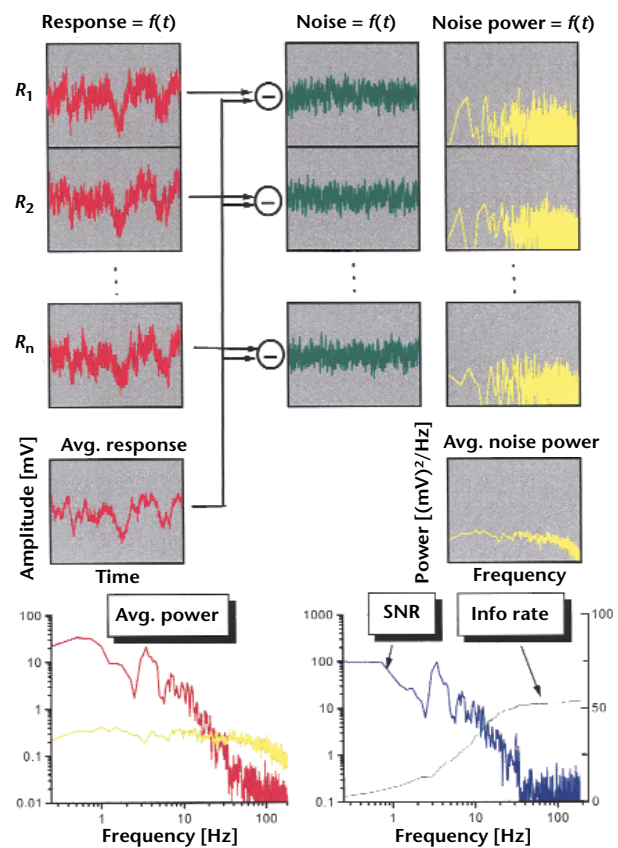 Response = f(t)
Noise = f(t)
Noise power = f(t)
R1
R2
Rn
Avg. response
Avg. noise power
Amplitude [mV]
Power [(mV)²/Hz]
Time
Frequency
Avg. power
SNR
Info rate
100
10
1
0.1
0.01
1
10
100
Frequency [Hz]
1000
100
10
1
0.1
100
50
0
1
10
100
Frequency [Hz]